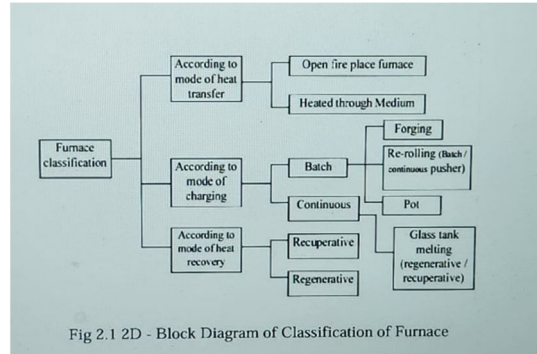 According to
mode of heat
transfer
Open fire place furnace
Heated through Medium
Furnace
classification
According to
mode of
charging
Batch
Continuous
Forging
Re-rolling (Batch /
continuous pusher)
Pot
Glass tank
melting
(regenerative /
recuperative)
According to
mode of heat
recovery
Recuperative
Regenerative
Fig 2.1 2D - Block Diagram of Classification of Furnace